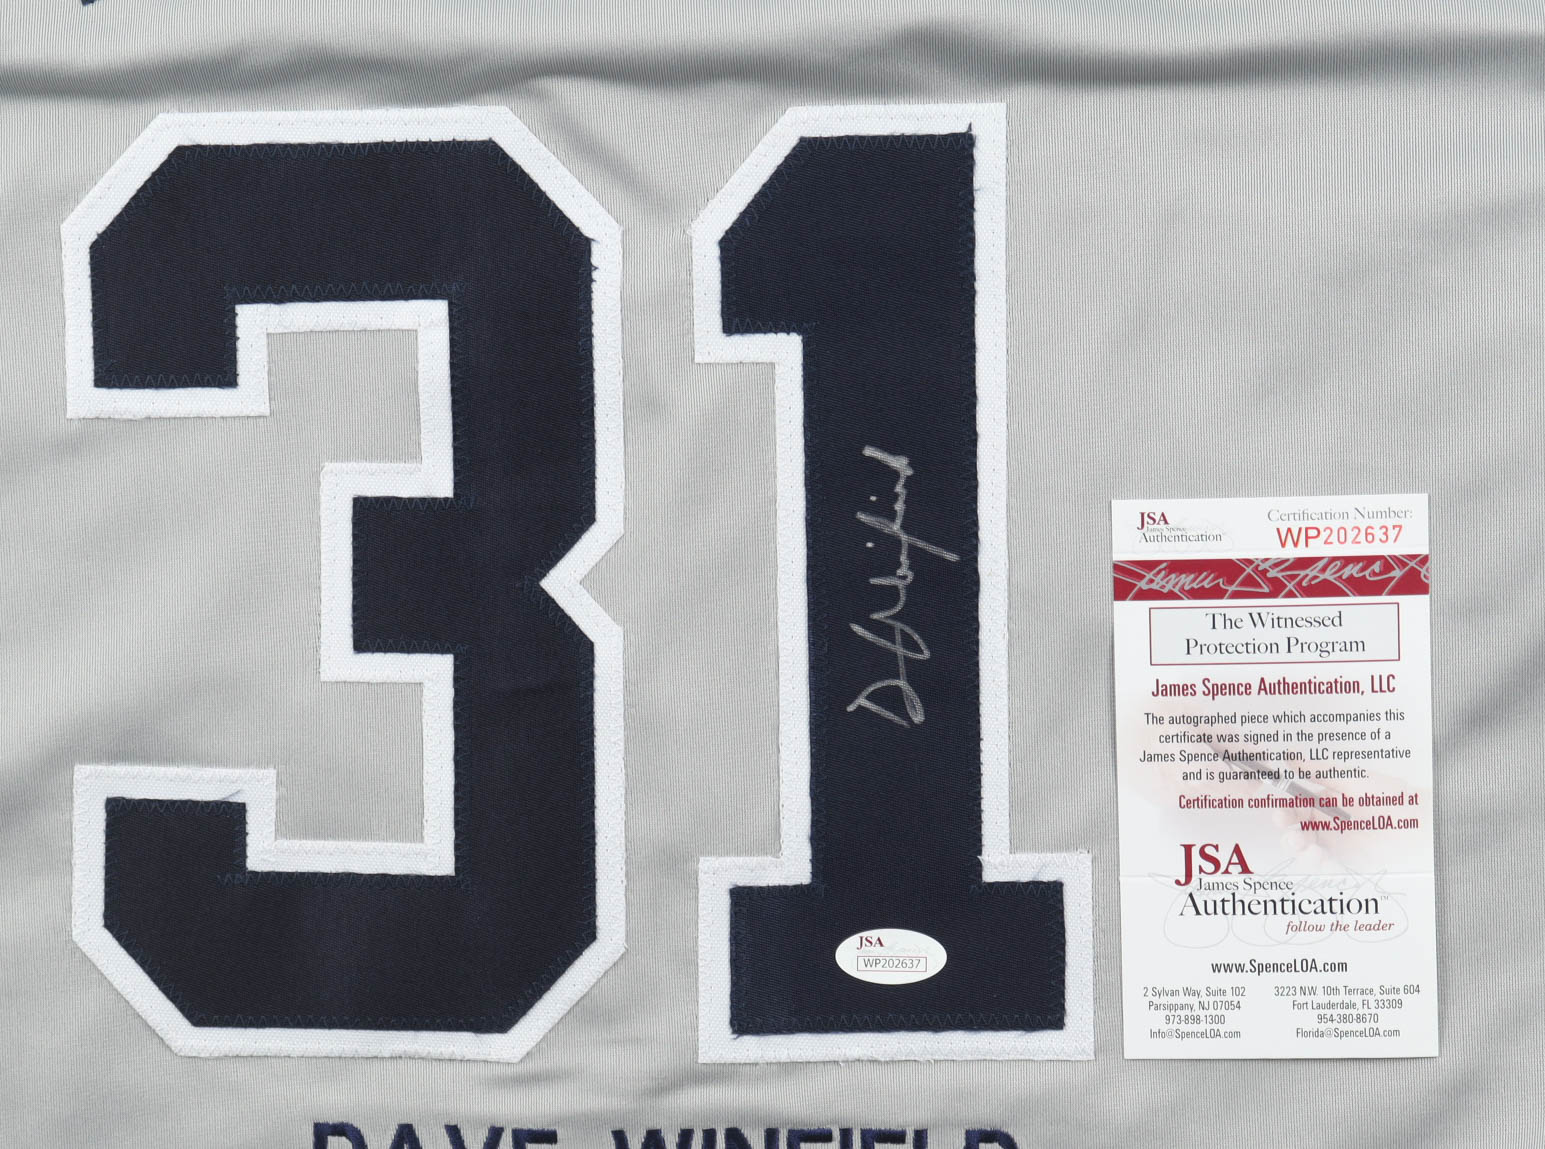 31
D Winfield
JSA
WP202637
JSA
James Spence
Authentication
Certification Number:
WP202637
James Spence
The Witnessed
Protection Program
James Spence Authentication, LLC
The autographed piece which accompanies this
certificate was signed in the presence of a
James Spence Authentication, LLC representative
and is guaranteed to be authentic.
Certification confirmation can be obtained at
www.SpenceLOA.com
JSA
James Spence
Authentication™
follow the leader
www.SpenceLOA.com
2 Sylvan Way, Suite 102
Parsippany, NJ 07054
973-898-1300
Info@SpenceLOA.com
3223 N.W. 10th Terrace, Suite 604
Fort Lauderdale, FL 33309
954-380-8670
Florida@SpenceLOA.com
DAVE WINFIELD